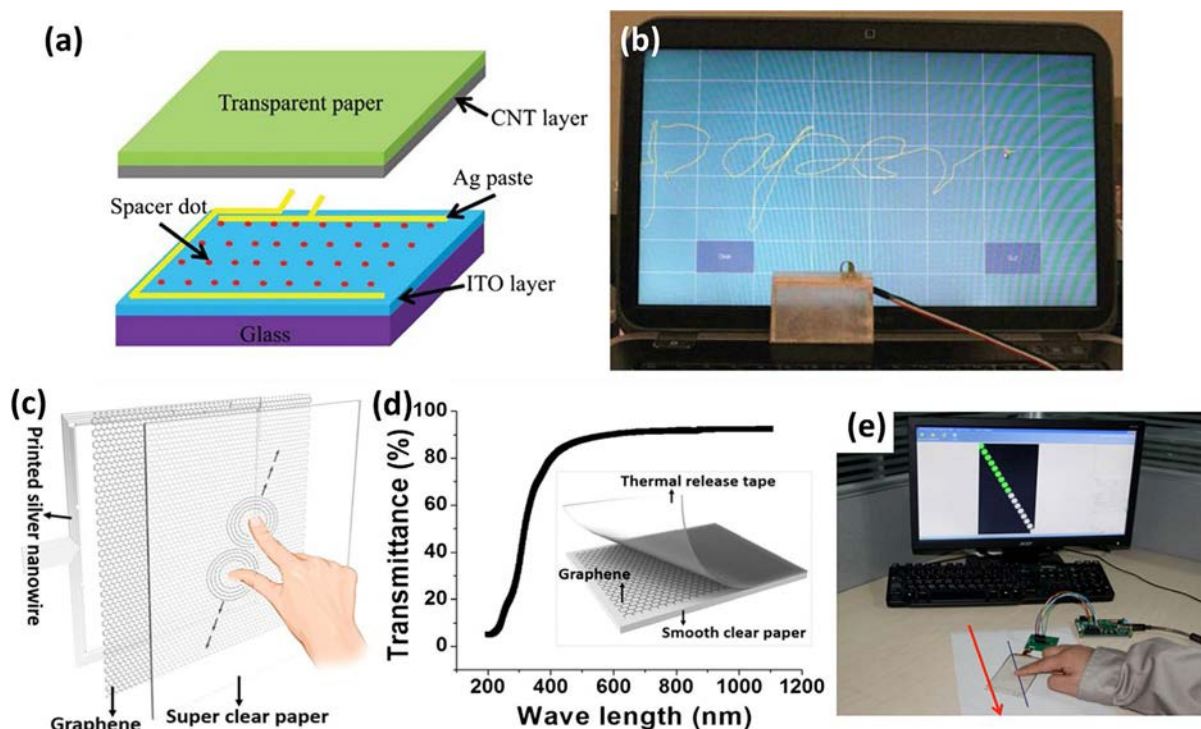 (a)
Transparent paper
CNT layer
Ag paste
Spacer dot
ITO layer
Glass
(b)
paper
Clear
(c)
Printed silver nanowire
Graphene
Super clear paper
(d)
Transmittance (%)
100
80
60
40
20
0
200 400 600 800 1000 1200
Wave length (nm)
Thermal release tape
Graphene
Smooth clear paper
(e)
acer